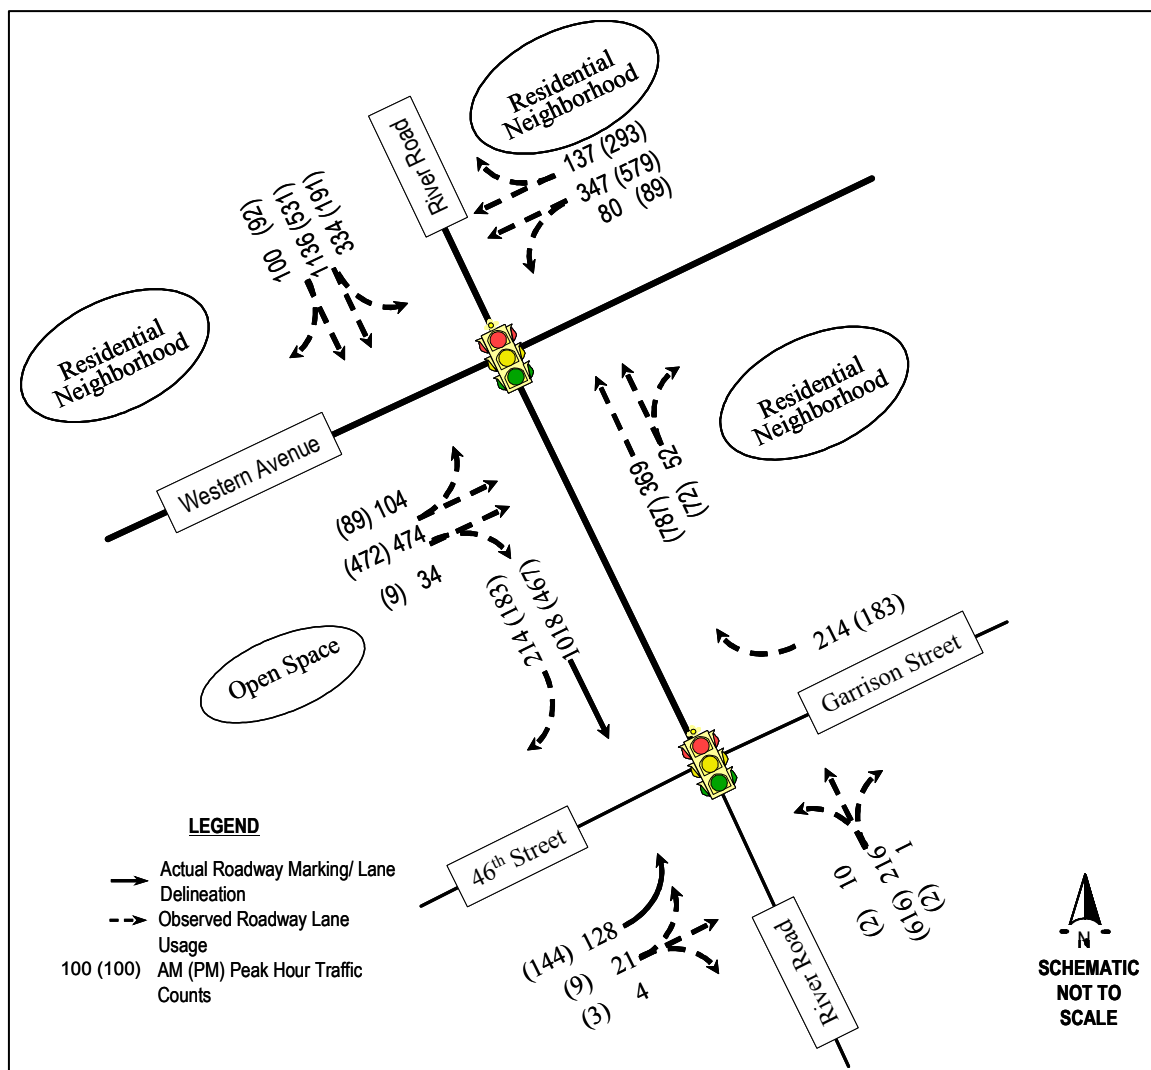 Residential
Neighborhood
River Road
137 (293)
347 (579)
80 (89)
100 (92)
1136 (531)
334 (191)
Residential
Neighborhood
Residential
Neighborhood
Western Avenue
(89) 104
(472) 474
(9) 34
(787) 369
(72) 52
214 (183)
1018 (467)
Open Space
214 (183)
Garrison Street
46th Street
(144) 128
(9) 21
(3) 4
(2) 10
(616) 216
(2) 1
River Road
LEGEND
Actual Roadway Marking/ Lane
Delineation
Observed Roadway Lane
Usage
100 (100) AM (PM) Peak Hour Traffic
Counts
N
SCHEMATIC
NOT TO
SCALE